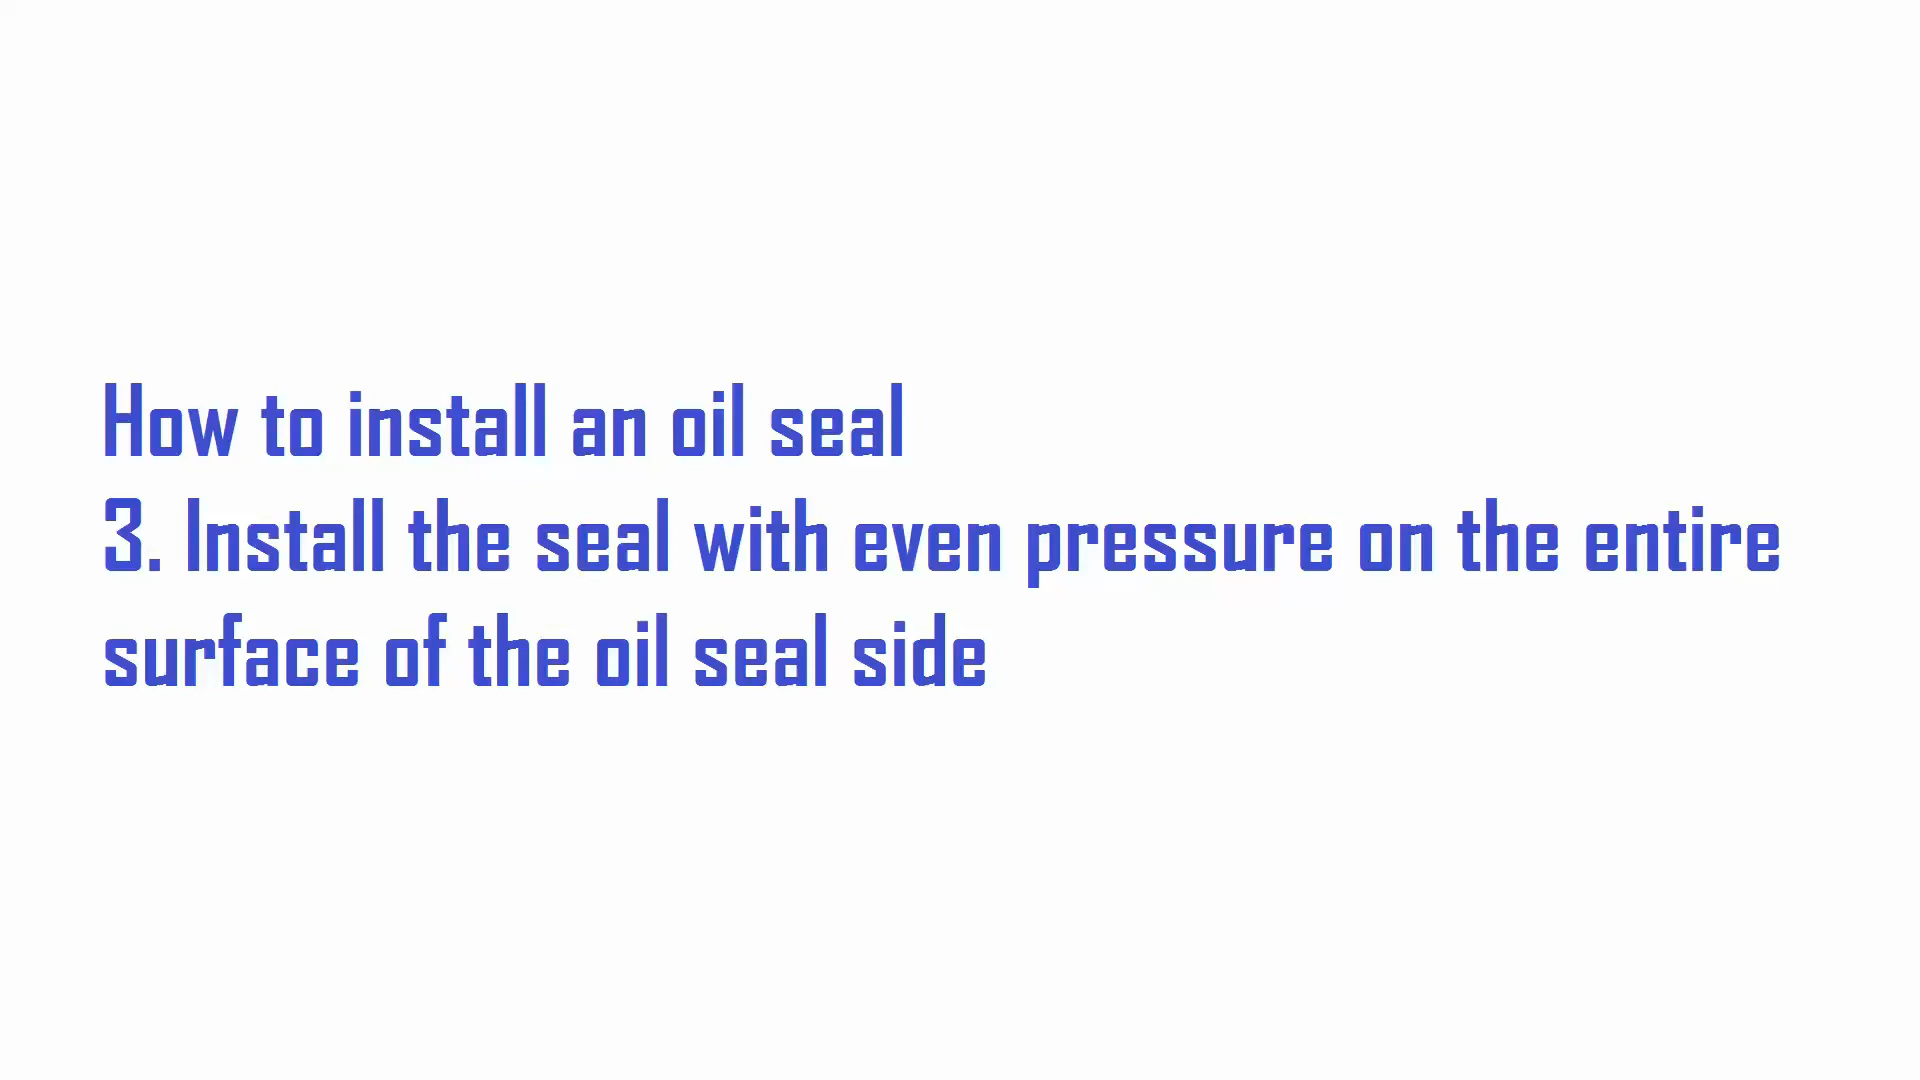 How to install an oil seal
3. Install the seal with even pressure on the entire
surface of the oil seal side